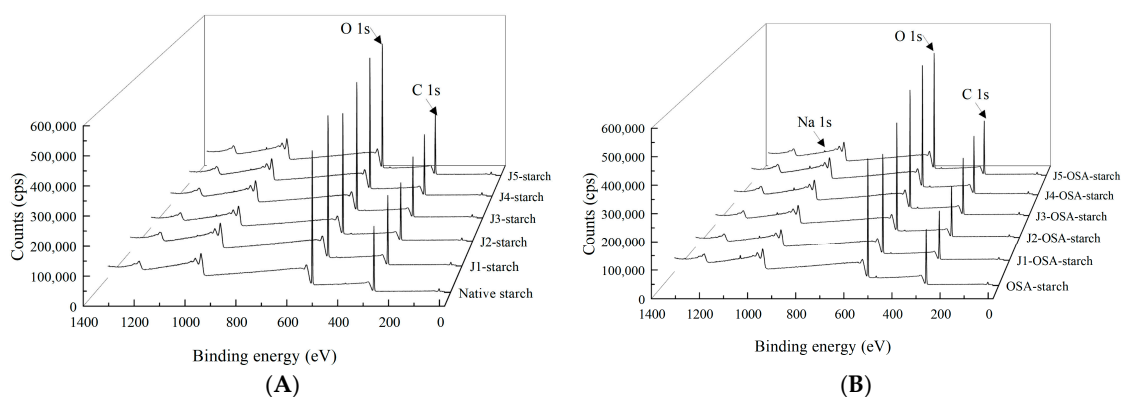 O 1s
C 1s
600,000
500,000
400,000
300,000
200,000
100,000
0
Counts (cps)
J5-starch
J4-starch
J3-starch
J2-starch
J1-starch
Native starch
1400 1200 1000 800 600 400 200 0
Binding energy (eV)
(A)
O 1s
C 1s
Na 1s
600,000
500,000
400,000
300,000
200,000
100,000
0
Counts (cps)
J5-OSA-starch
J4-OSA-starch
J3-OSA-starch
J2-OSA-starch
J1-OSA-starch
OSA-starch
1400 1200 1000 800 600 400 200 0
Binding energy (eV)
(B)